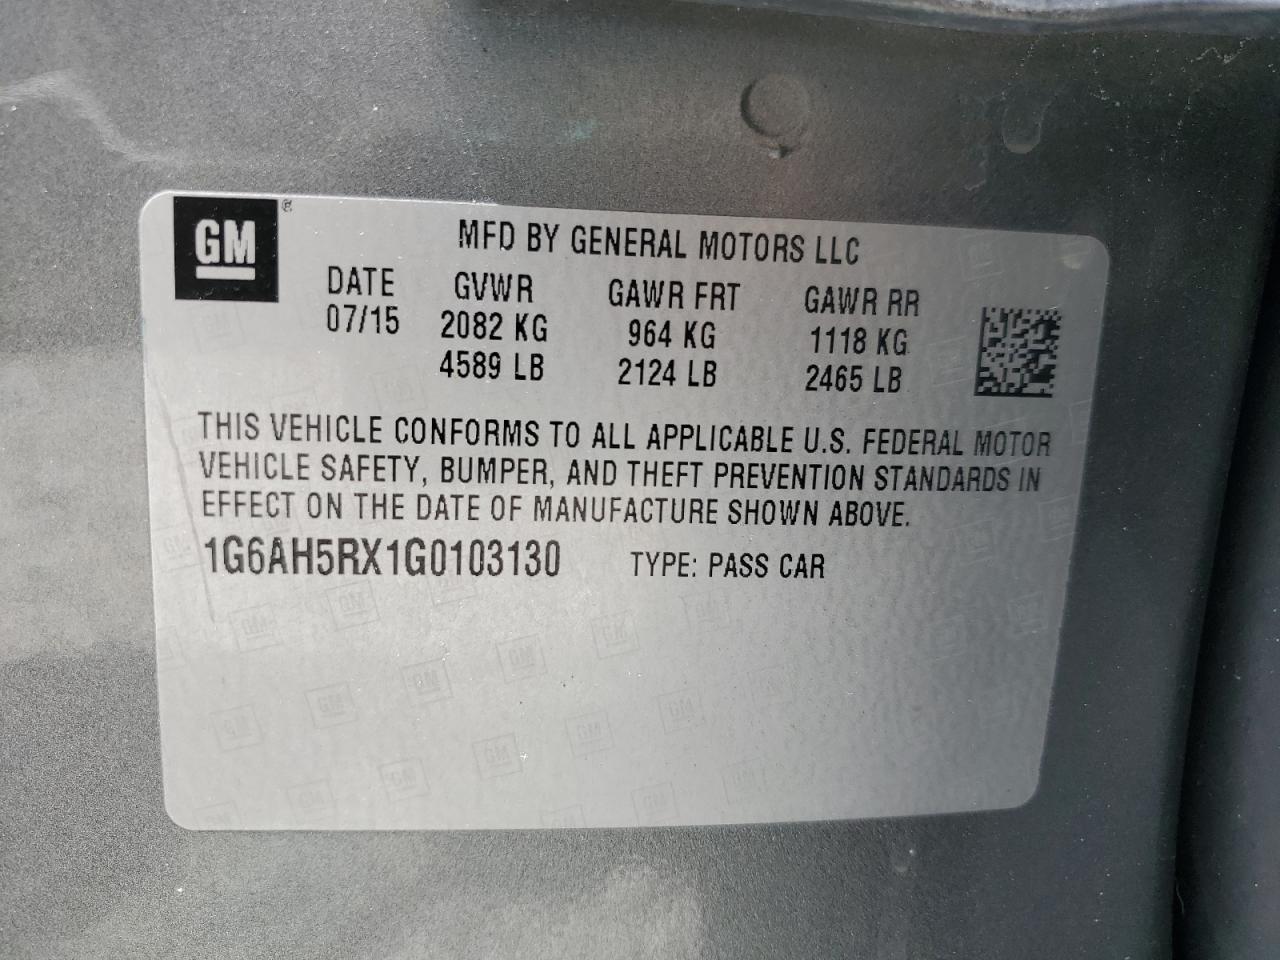 GM ®
MFD BY GENERAL MOTORS LLC
DATE GVWR GAWR FRT GAWR RR
07/15 2082 KG 964 KG 1118 KG
4589 LB 2124 LB 2465 LB
THIS VEHICLE CONFORMS TO ALL APPLICABLE U.S. FEDERAL MOTOR
VEHICLE SAFETY, BUMPER, AND THEFT PREVENTION STANDARDS IN
EFFECT ON THE DATE OF MANUFACTURE SHOWN ABOVE.
1G6AH5RX1G0103130 TYPE: PASS CAR